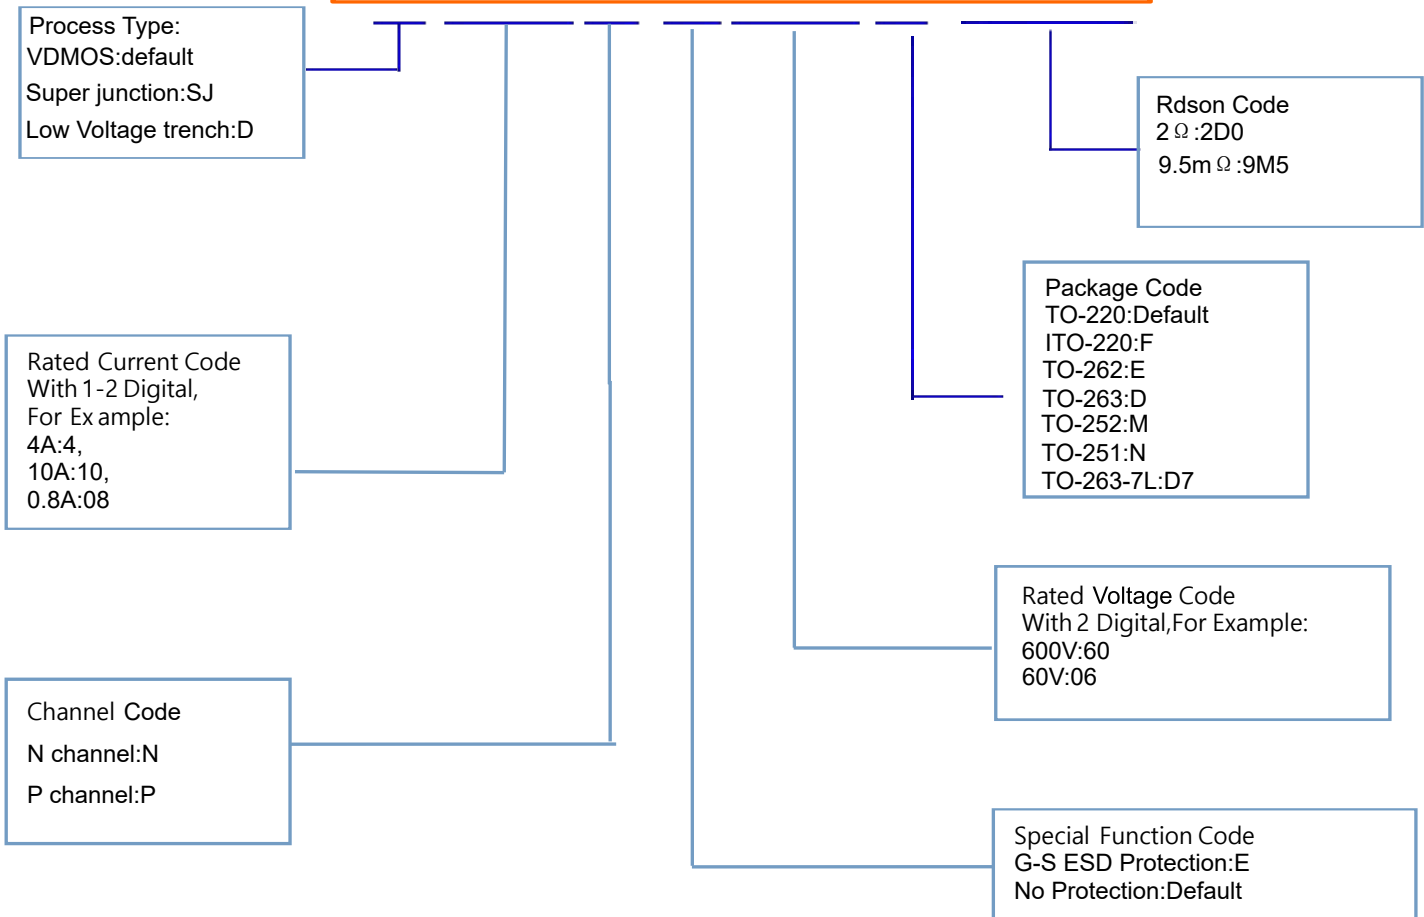 Process Type:
VDMOS:default
Super junction:SJ
Low Voltage trench:D
Rdson Code
2Ω:2D0
9.5mΩ:9M5
Package Code
TO-220:Default
ITO-220:F
TO-262:E
TO-263:D
TO-252:M
TO-251:N
TO-263-7L:D7
Rated Current Code
With 1-2 Digital,
For Ex ample:
4A:4,
10A:10,
0.8A:08
Rated Voltage Code
With 2 Digital,For Example:
600V:60
60V:06
Channel Code
N channel:N
P channel:P
Special Function Code
G-S ESD Protection:E
No Protection:Default